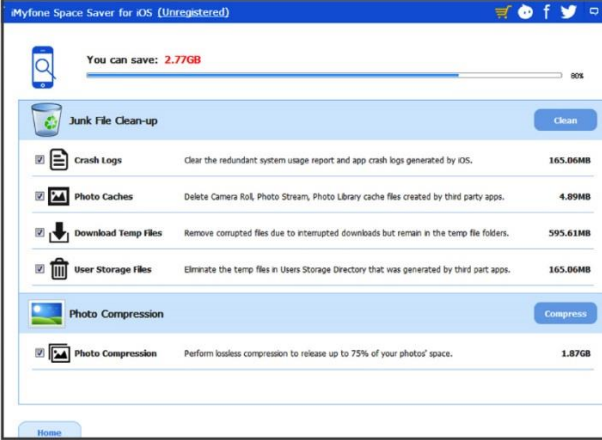 iMyfone Space Saver for iOS (Unregistered)
You can save: 2.77GB
80%
Junk File Clean-up
Clean
Crash Logs Clear the redundant system usage report and app crash logs generated by iOS. 165.06MB
Photo Caches Delete Camera Roll, Photo Stream, Photo Library cache files created by third party apps. 4.89MB
Download Temp Files Remove corrupted files due to interrupted downloads but remain in the temp file folders. 595.61MB
User Storage Files Eliminate the temp files in Users Storage Directory that was generated by third part apps. 165.06MB
Photo Compression
Compress
Photo Compression Perform lossless compression to release up to 75% of your photos' space. 1.87GB
Home